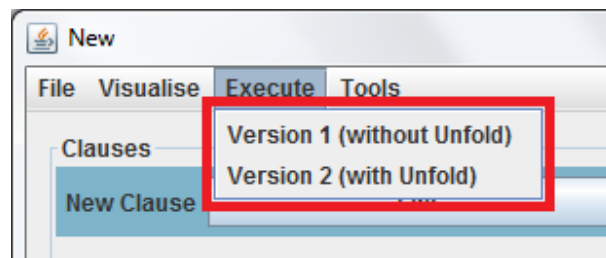 New
File Visualise Execute Tools
Version 1 (without Unfold)
Clauses
Version 2 (with Unfold)
New Clause